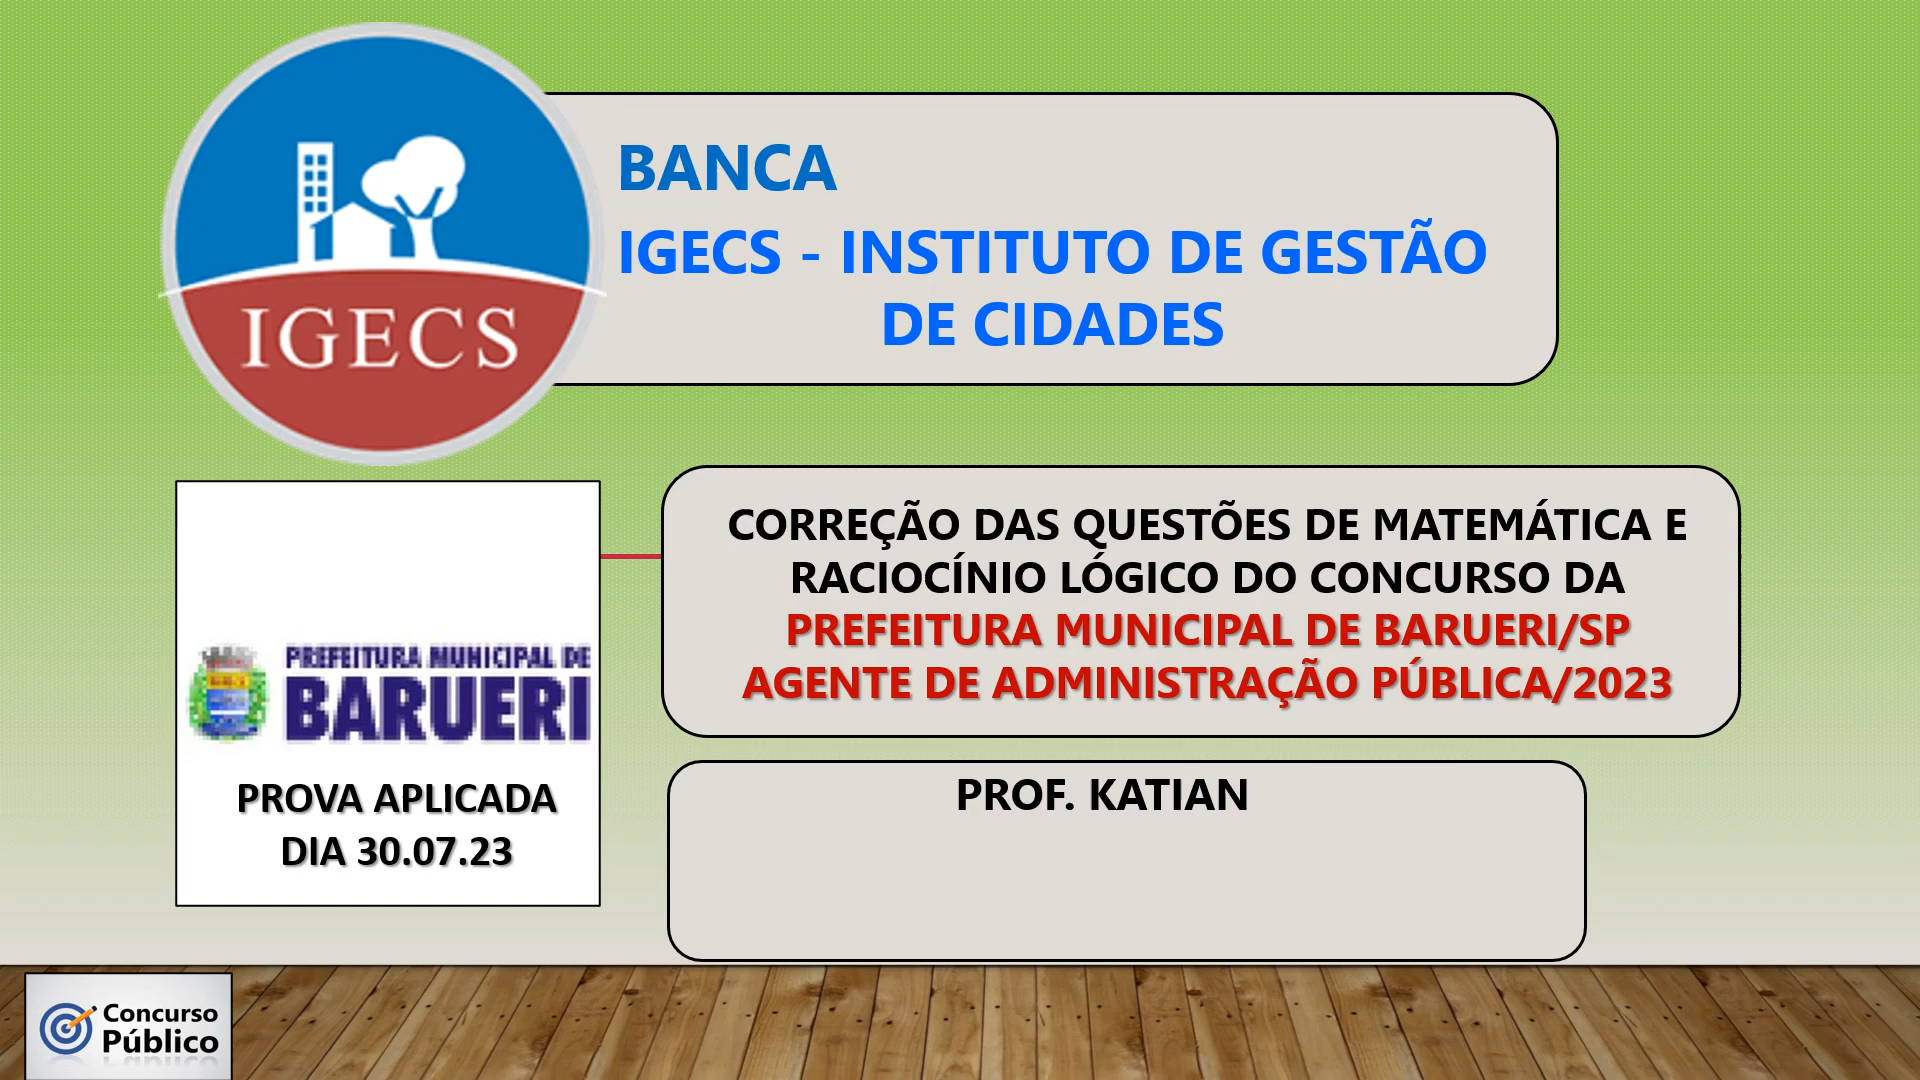 BANCA
IGECS - INSTITUTO DE GESTÃO
DE CIDADES
IGECS
CORREÇÃO DAS QUESTÕES DE MATEMÁTICA E
RACIOCÍNIO LÓGICO DO CONCURSO DA
PREFEITURA MUNICIPAL DE BARUERI/SP
AGENTE DE ADMINISTRAÇÃO PÚBLICA/2023
PREFEITURA MUNICIPAL DE
BARUERI
PROVA APLICADA
DIA 30.07.23
PROF. KATIAN
Concurso
Público